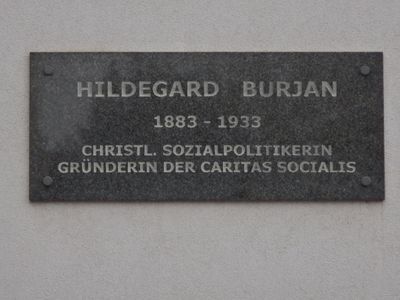 HILDEGARD BURJAN
1883 - 1933
CHRISTL. SOZIALPOLITIKERIN
GRÜNDERIN DER CARITAS SOCIALIS